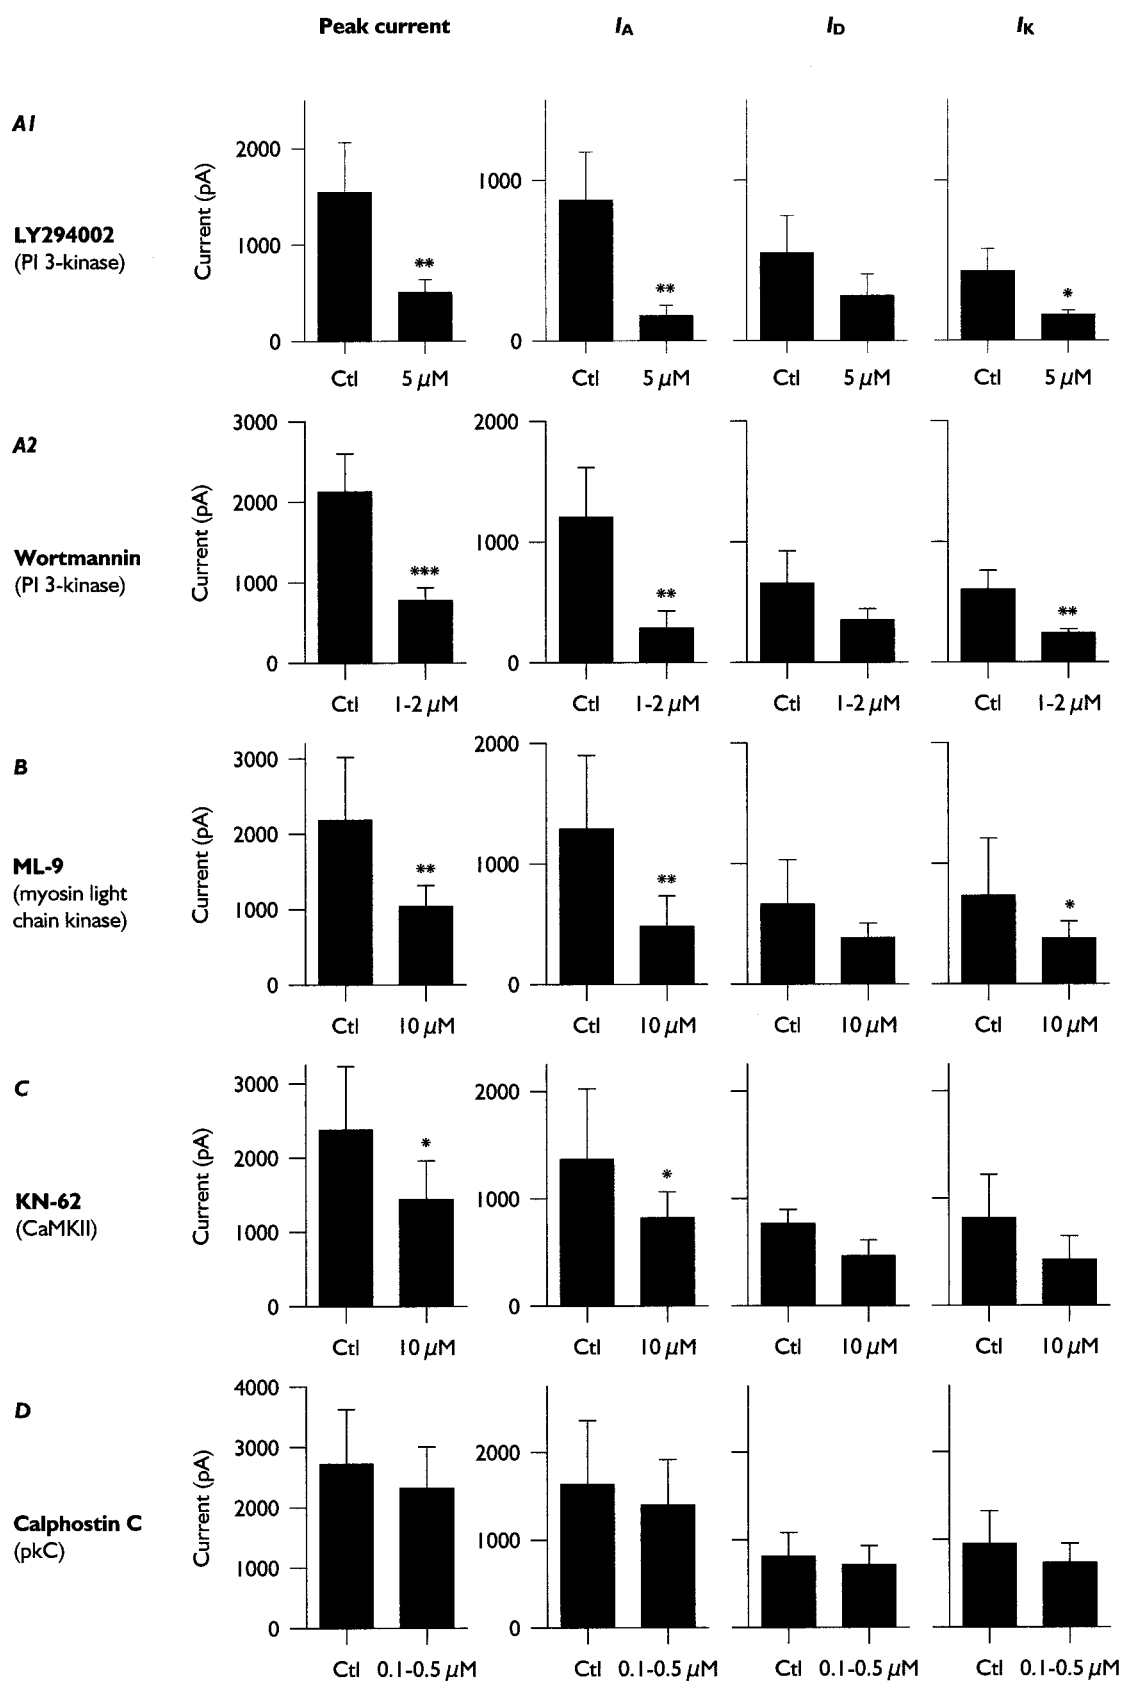 Peak current I_A I_D I_K
A1
LY294002
(PI 3-kinase)
Current (pA)
2000
1000
0
1000
0
**
**
*
Ctl 5 μM Ctl 5 μM Ctl 5 μM Ctl 5 μM
A2
Wortmannin
(PI 3-kinase)
Current (pA)
3000
2000
1000
0
2000
1000
0
***
**
**
Ctl 1-2 μM Ctl 1-2 μM Ctl 1-2 μM Ctl 1-2 μM
B
ML-9
(myosin light
chain kinase)
Current (pA)
3000
2000
1000
0
2000
1000
0
**
**
*
Ctl 10 μM Ctl 10 μM Ctl 10 μM Ctl 10 μM
C
KN-62
(CaMKII)
Current (pA)
3000
2000
1000
0
2000
1000
0
*
*
Ctl 10 μM Ctl 10 μM Ctl 10 μM Ctl 10 μM
D
Calphostin C
(pkC)
Current (pA)
4000
3000
2000
1000
0
2000
1000
0
Ctl 0.1-0.5 μM Ctl 0.1-0.5 μM Ctl 0.1-0.5 μM Ctl 0.1-0.5 μM